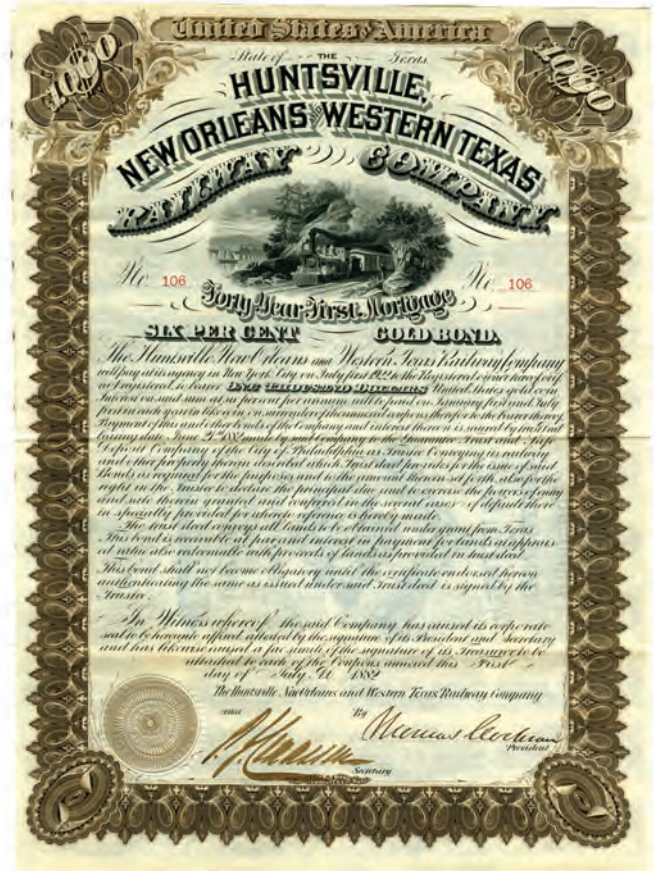 United States of America
$1000 $1000
State of THE Texas
HUNTSVILLE,
NEW ORLEANS AND WESTERN TEXAS
RAILWAY COMPANY.
No. 106 No. 106
Forty Year First Mortgage
SIX PER CENT GOLD BOND.
The Huntsville New Orleans and Western Texas Railway Company
will pay at its agency in New York City on July first 1922 to the Registered owner hereof or if
not registered, to bearer ONE THOUSAND DOLLARS United States gold coin
Interest on said sum at six per cent per annum will be paid on January first and July
first in each year in like coin, on surrender of the annexed coupons therefor to the bearer thereof,
Payment of this and other bonds of the Company and interest thereon is secured by
bearing date, June 1882 made by said Company to the Guarantee Trust and Safe
Deposit Company of the City of Philadelphia as Trustee Conveying its railway
and other property therein described which Trust deed provides for the issue of said
Bonds as required for the purposes and to the amount therein set forth, also for the
right in the Trustee to declare the principal due and to exercise the powers of entry
and sale therein granted and conferred in the several cases of default there
in specially provided for whereto reference is hereby made.
The trust deed conveys all lands to be obtained under grant from Texas
This bond is receivable at par and interest in payment for lands at apprais-
ed value also redeemable with proceeds of lands as provided in trust deed.
This bond shall not become obligatory until the certificate endorsed hereon
authenticating the same as issued under said Trust deed is signed by the
Trustee.
In Witness whereof the said Company has caused its corporate
seal to be hereunto affixed attested by the signature of its President and Secretary
and has likewise caused a fac-simile of the signature of its Treasurer to be
attached to each of the Coupons annexed this First
day of July 1882
The Huntsville New Orleans and Western Texas Railway Company
Attest By
President
Secretary